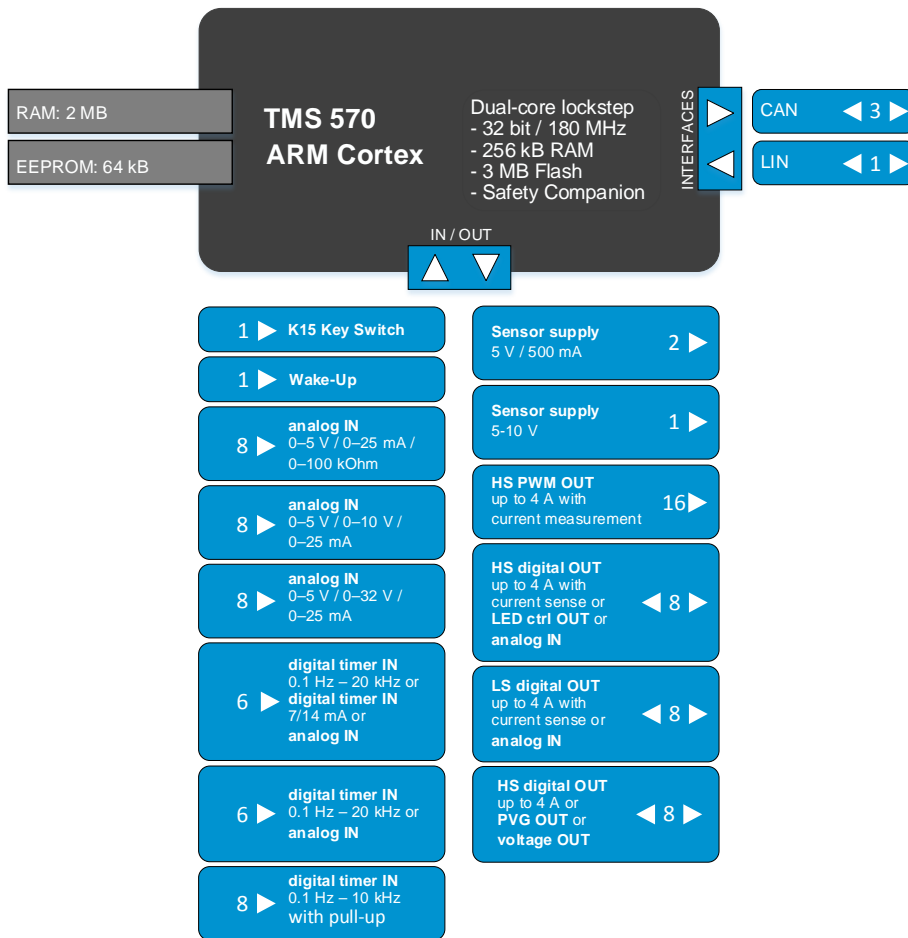 RAM: 2 MB
EEPROM: 64 kB
TMS 570
ARM Cortex
Dual-core lockstep
- 32 bit / 180 MHz
- 256 kB RAM
- 3 MB Flash
- Safety Companion
INTERFACES
CAN 3
LIN 1
IN / OUT
1 K15 Key Switch
1 Wake-Up
analog IN
0–5 V / 0–25 mA /
0–100 kOhm
8
analog IN
0–5 V / 0–10 V /
0–25 mA
8
analog IN
0–5 V / 0–32 V /
0–25 mA
8
digital timer IN
0.1 Hz – 20 kHz or
digital timer IN
7/14 mA or
analog IN
6
digital timer IN
0.1 Hz – 20 kHz or
analog IN
6
digital timer IN
0.1 Hz – 10 kHz
with pull-up
8
Sensor supply
5 V / 500 mA
2
Sensor supply
5-10 V
1
HS PWM OUT
up to 4 A with
current measurement
16
HS digital OUT
up to 4 A with
current sense or
LED ctrl OUT or
analog IN
8
LS digital OUT
up to 4 A with
current sense or
analog IN
8
HS digital OUT
up to 4 A or
PVG OUT or
voltage OUT
8